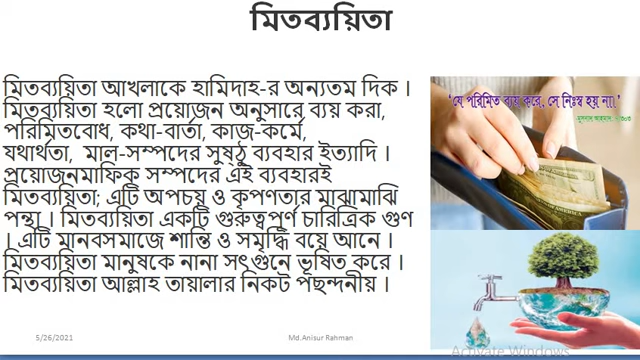 মিতব্যয়িতা
মিতব্যয়িতা আখলাকে হামিদাহ-র অন্যতম দিক ।
মিতব্যয়িতা হলো প্রয়োজন অনুসারে ব্যয় করা,
পরিমিতবোধ, কথা-বার্তা, কাজ-কর্মে,
যথার্থতা, মাল-সম্পদের সুষ্ঠু ব্যবহার ইত্যাদি ।
প্রয়োজনমাফিক সম্পদের এই ব্যবহারই
মিতব্যয়িতা; এটি অপচয় ও কৃপণতার মাঝামাঝি
পন্থা । মিতব্যয়িতা একটি গুরুত্বপূর্ণ চারিত্রিক গুণ
। এটি মানবসমাজে শান্তি ও সমৃদ্ধি বয়ে আনে ।
মিতব্যয়িতা মানুষকে নানা সৎগুনে ভূষিত করে ।
মিতব্যয়িতা আল্লাহ তায়ালার নিকট পছন্দনীয় ।
‘যে পরিমিত ব্যয় করে, সে নিঃস্ব হয় না।’
5/26/2021
Md.Anisur Rahman
Activate Windows